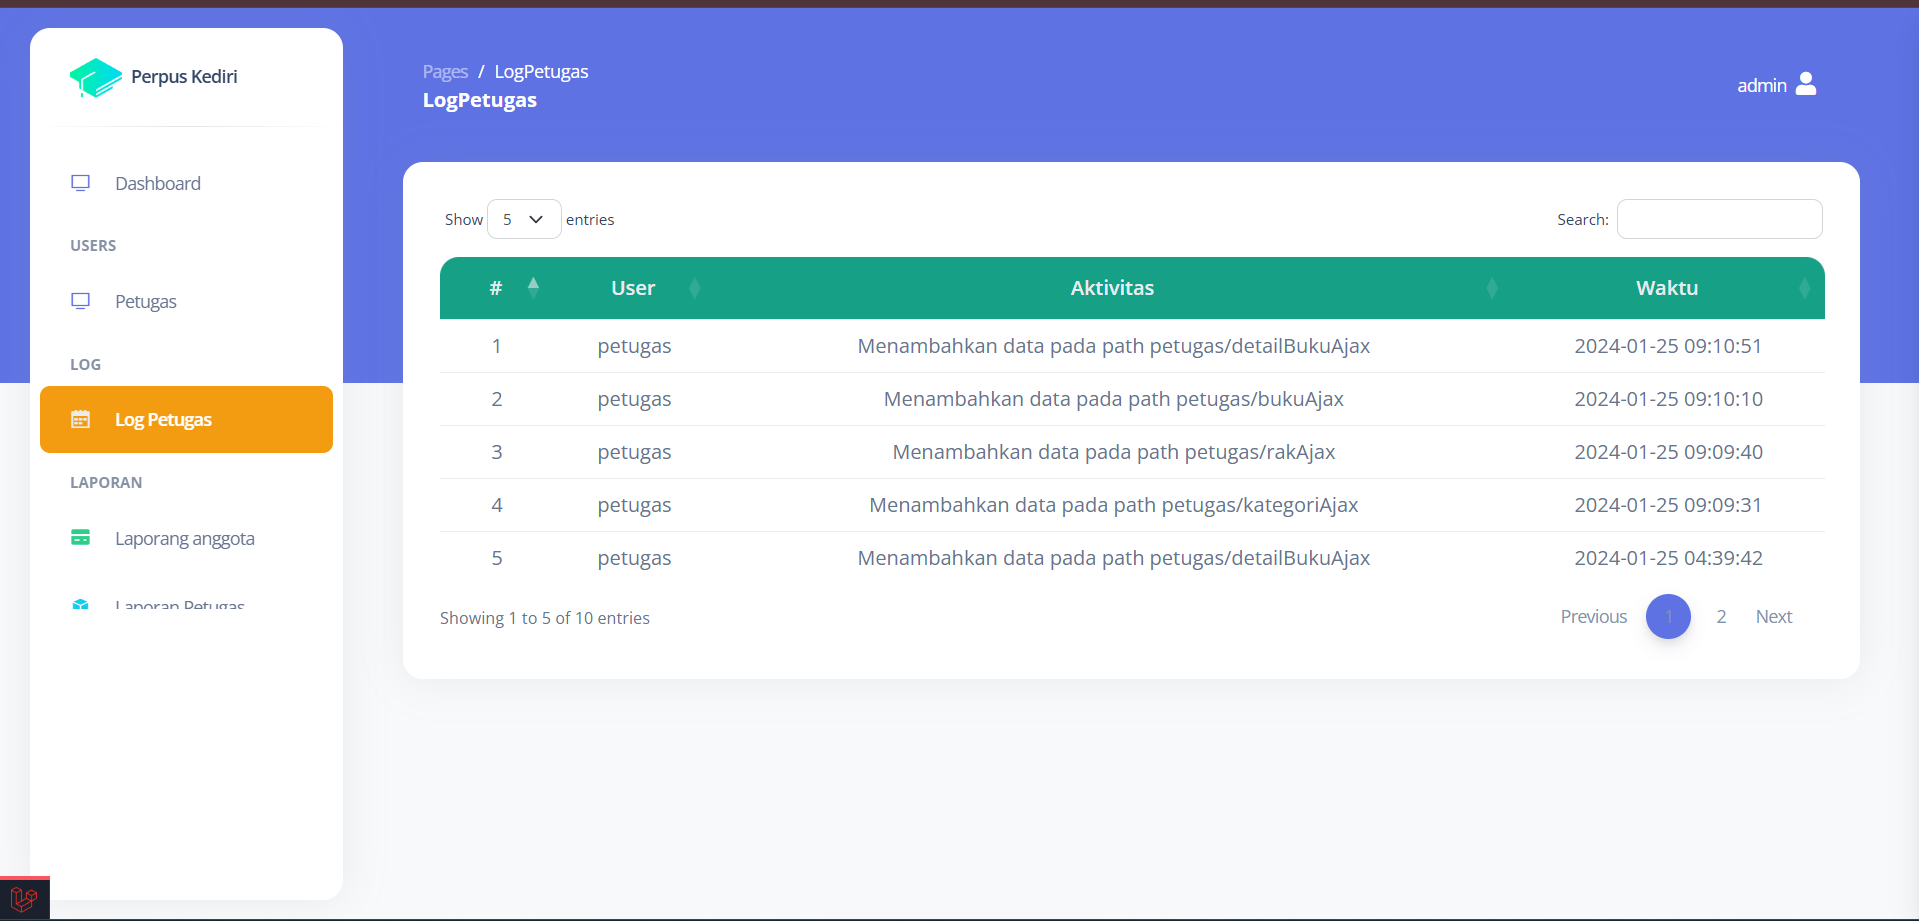 Perpus Kediri
Dashboard
USERS
Petugas
LOG
Log Petugas
LAPORAN
Laporang anggota
Laporan Petugas
Pages / LogPetugas
LogPetugas
admin
Show 5 entries
Search:
# User Aktivitas Waktu
1 petugas Menambahkan data pada path petugas/detailBukuAjax 2024-01-25 09:10:51
2 petugas Menambahkan data pada path petugas/bukuAjax 2024-01-25 09:10:10
3 petugas Menambahkan data pada path petugas/rakAjax 2024-01-25 09:09:40
4 petugas Menambahkan data pada path petugas/kategoriAjax 2024-01-25 09:09:31
5 petugas Menambahkan data pada path petugas/detailBukuAjax 2024-01-25 04:39:42
Showing 1 to 5 of 10 entries
Previous 1 2 Next